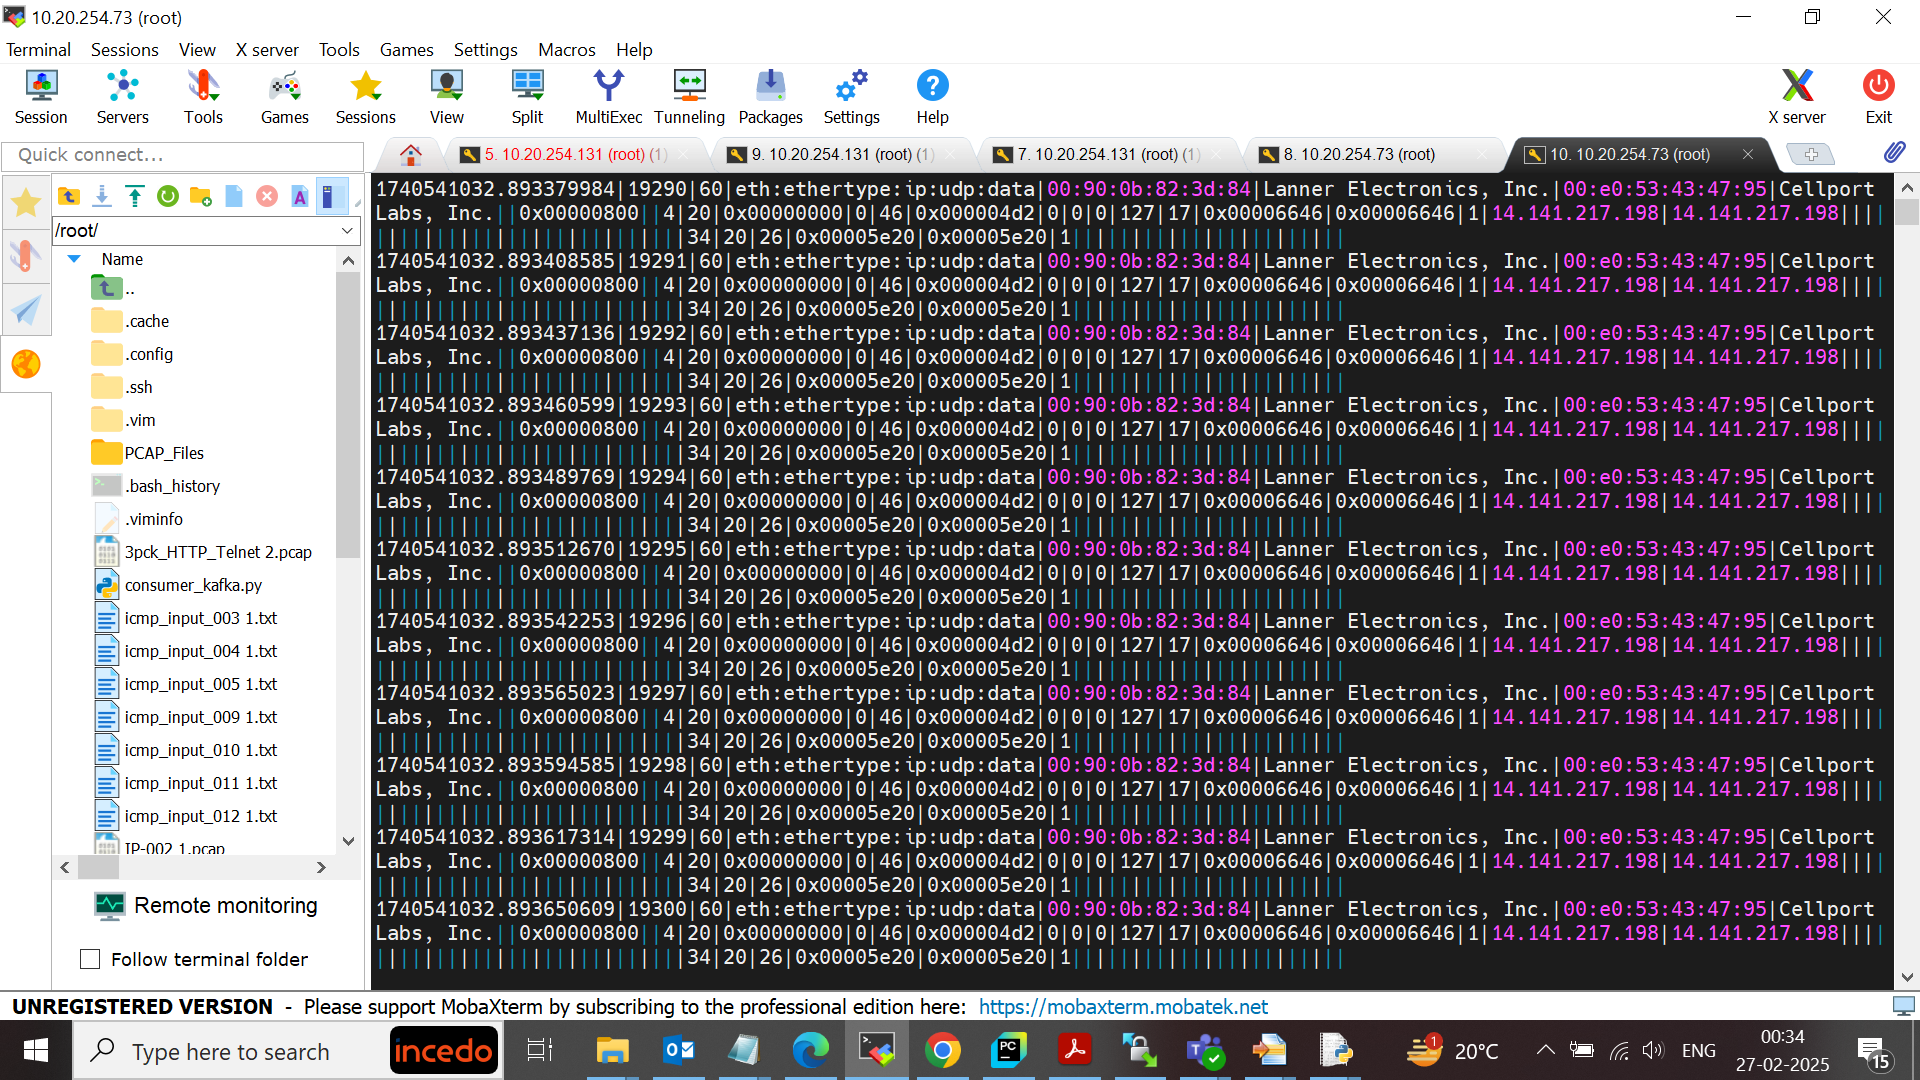 10.20.254.73 (root)
Terminal Sessions View X server Tools Games Settings Macros Help
Session Servers Tools Games Sessions View Split MultiExec Tunneling Packages Settings Help X server Exit
Quick connect...
5. 10.20.254.131 (root) (1)
9. 10.20.254.131 (root) (1)
7. 10.20.254.131 (root) (1)
8. 10.20.254.73 (root)
10. 10.20.254.73 (root)
/root/
Name
..
.cache
.config
.ssh
.vim
PCAP_Files
.bash_history
.viminfo
3pck_HTTP_Telnet 2.pcap
consumer_kafka.py
icmp_input_003 1.txt
icmp_input_004 1.txt
icmp_input_005 1.txt
icmp_input_009 1.txt
icmp_input_010 1.txt
icmp_input_011 1.txt
icmp_input_012 1.txt
IP-002 1.pcap
Remote monitoring
Follow terminal folder
1740541032.893379984|19290|60|eth:ethertype:ip:udp:data|00:90:0b:82:3d:84|Lanner Electronics, Inc.|00:e0:53:43:47:95|Cellport
Labs, Inc.||0x00000800||4|20|0x00000000|0|46|0x000004d2|0|0|0|127|17|0x00006646|0x00006646|1|14.141.217.198|14.141.217.198||||
||||||||||||||||||||||||||34|20|26|0x00005e20|0x00005e20|1|||||||||||||||||||||||
1740541032.893408585|19291|60|eth:ethertype:ip:udp:data|00:90:0b:82:3d:84|Lanner Electronics, Inc.|00:e0:53:43:47:95|Cellport
Labs, Inc.||0x00000800||4|20|0x00000000|0|46|0x000004d2|0|0|0|127|17|0x00006646|0x00006646|1|14.141.217.198|14.141.217.198||||
||||||||||||||||||||||||||34|20|26|0x00005e20|0x00005e20|1|||||||||||||||||||||||
1740541032.893437136|19292|60|eth:ethertype:ip:udp:data|00:90:0b:82:3d:84|Lanner Electronics, Inc.|00:e0:53:43:47:95|Cellport
Labs, Inc.||0x00000800||4|20|0x00000000|0|46|0x000004d2|0|0|0|127|17|0x00006646|0x00006646|1|14.141.217.198|14.141.217.198||||
||||||||||||||||||||||||||34|20|26|0x00005e20|0x00005e20|1|||||||||||||||||||||||
1740541032.893460599|19293|60|eth:ethertype:ip:udp:data|00:90:0b:82:3d:84|Lanner Electronics, Inc.|00:e0:53:43:47:95|Cellport
Labs, Inc.||0x00000800||4|20|0x00000000|0|46|0x000004d2|0|0|0|127|17|0x00006646|0x00006646|1|14.141.217.198|14.141.217.198||||
||||||||||||||||||||||||||34|20|26|0x00005e20|0x00005e20|1|||||||||||||||||||||||
1740541032.893489769|19294|60|eth:ethertype:ip:udp:data|00:90:0b:82:3d:84|Lanner Electronics, Inc.|00:e0:53:43:47:95|Cellport
Labs, Inc.||0x00000800||4|20|0x00000000|0|46|0x000004d2|0|0|0|127|17|0x00006646|0x00006646|1|14.141.217.198|14.141.217.198||||
||||||||||||||||||||||||||34|20|26|0x00005e20|0x00005e20|1|||||||||||||||||||||||
1740541032.893512670|19295|60|eth:ethertype:ip:udp:data|00:90:0b:82:3d:84|Lanner Electronics, Inc.|00:e0:53:43:47:95|Cellport
Labs, Inc.||0x00000800||4|20|0x00000000|0|46|0x000004d2|0|0|0|127|17|0x00006646|0x00006646|1|14.141.217.198|14.141.217.198||||
||||||||||||||||||||||||||34|20|26|0x00005e20|0x00005e20|1|||||||||||||||||||||||
1740541032.893542253|19296|60|eth:ethertype:ip:udp:data|00:90:0b:82:3d:84|Lanner Electronics, Inc.|00:e0:53:43:47:95|Cellport
Labs, Inc.||0x00000800||4|20|0x00000000|0|46|0x000004d2|0|0|0|127|17|0x00006646|0x00006646|1|14.141.217.198|14.141.217.198||||
||||||||||||||||||||||||||34|20|26|0x00005e20|0x00005e20|1|||||||||||||||||||||||
1740541032.893565023|19297|60|eth:ethertype:ip:udp:data|00:90:0b:82:3d:84|Lanner Electronics, Inc.|00:e0:53:43:47:95|Cellport
Labs, Inc.||0x00000800||4|20|0x00000000|0|46|0x000004d2|0|0|0|127|17|0x00006646|0x00006646|1|14.141.217.198|14.141.217.198||||
||||||||||||||||||||||||||34|20|26|0x00005e20|0x00005e20|1|||||||||||||||||||||||
1740541032.893594585|19298|60|eth:ethertype:ip:udp:data|00:90:0b:82:3d:84|Lanner Electronics, Inc.|00:e0:53:43:47:95|Cellport
Labs, Inc.||0x00000800||4|20|0x00000000|0|46|0x000004d2|0|0|0|127|17|0x00006646|0x00006646|1|14.141.217.198|14.141.217.198||||
||||||||||||||||||||||||||34|20|26|0x00005e20|0x00005e20|1|||||||||||||||||||||||
1740541032.893617314|19299|60|eth:ethertype:ip:udp:data|00:90:0b:82:3d:84|Lanner Electronics, Inc.|00:e0:53:43:47:95|Cellport
Labs, Inc.||0x00000800||4|20|0x00000000|0|46|0x000004d2|0|0|0|127|17|0x00006646|0x00006646|1|14.141.217.198|14.141.217.198||||
||||||||||||||||||||||||||34|20|26|0x00005e20|0x00005e20|1|||||||||||||||||||||||
1740541032.893650609|19300|60|eth:ethertype:ip:udp:data|00:90:0b:82:3d:84|Lanner Electronics, Inc.|00:e0:53:43:47:95|Cellport
Labs, Inc.||0x00000800||4|20|0x00000000|0|46|0x000004d2|0|0|0|127|17|0x00006646|0x00006646|1|14.141.217.198|14.141.217.198||||
||||||||||||||||||||||||||34|20|26|0x00005e20|0x00005e20|1|||||||||||||||||||||||
UNREGISTERED VERSION - Please support MobaXterm by subscribing to the professional edition here: https://mobaxterm.mobatek.net
Type here to search
incedo
PC
1
20°C
ENG
00:34
27-02-2025
15